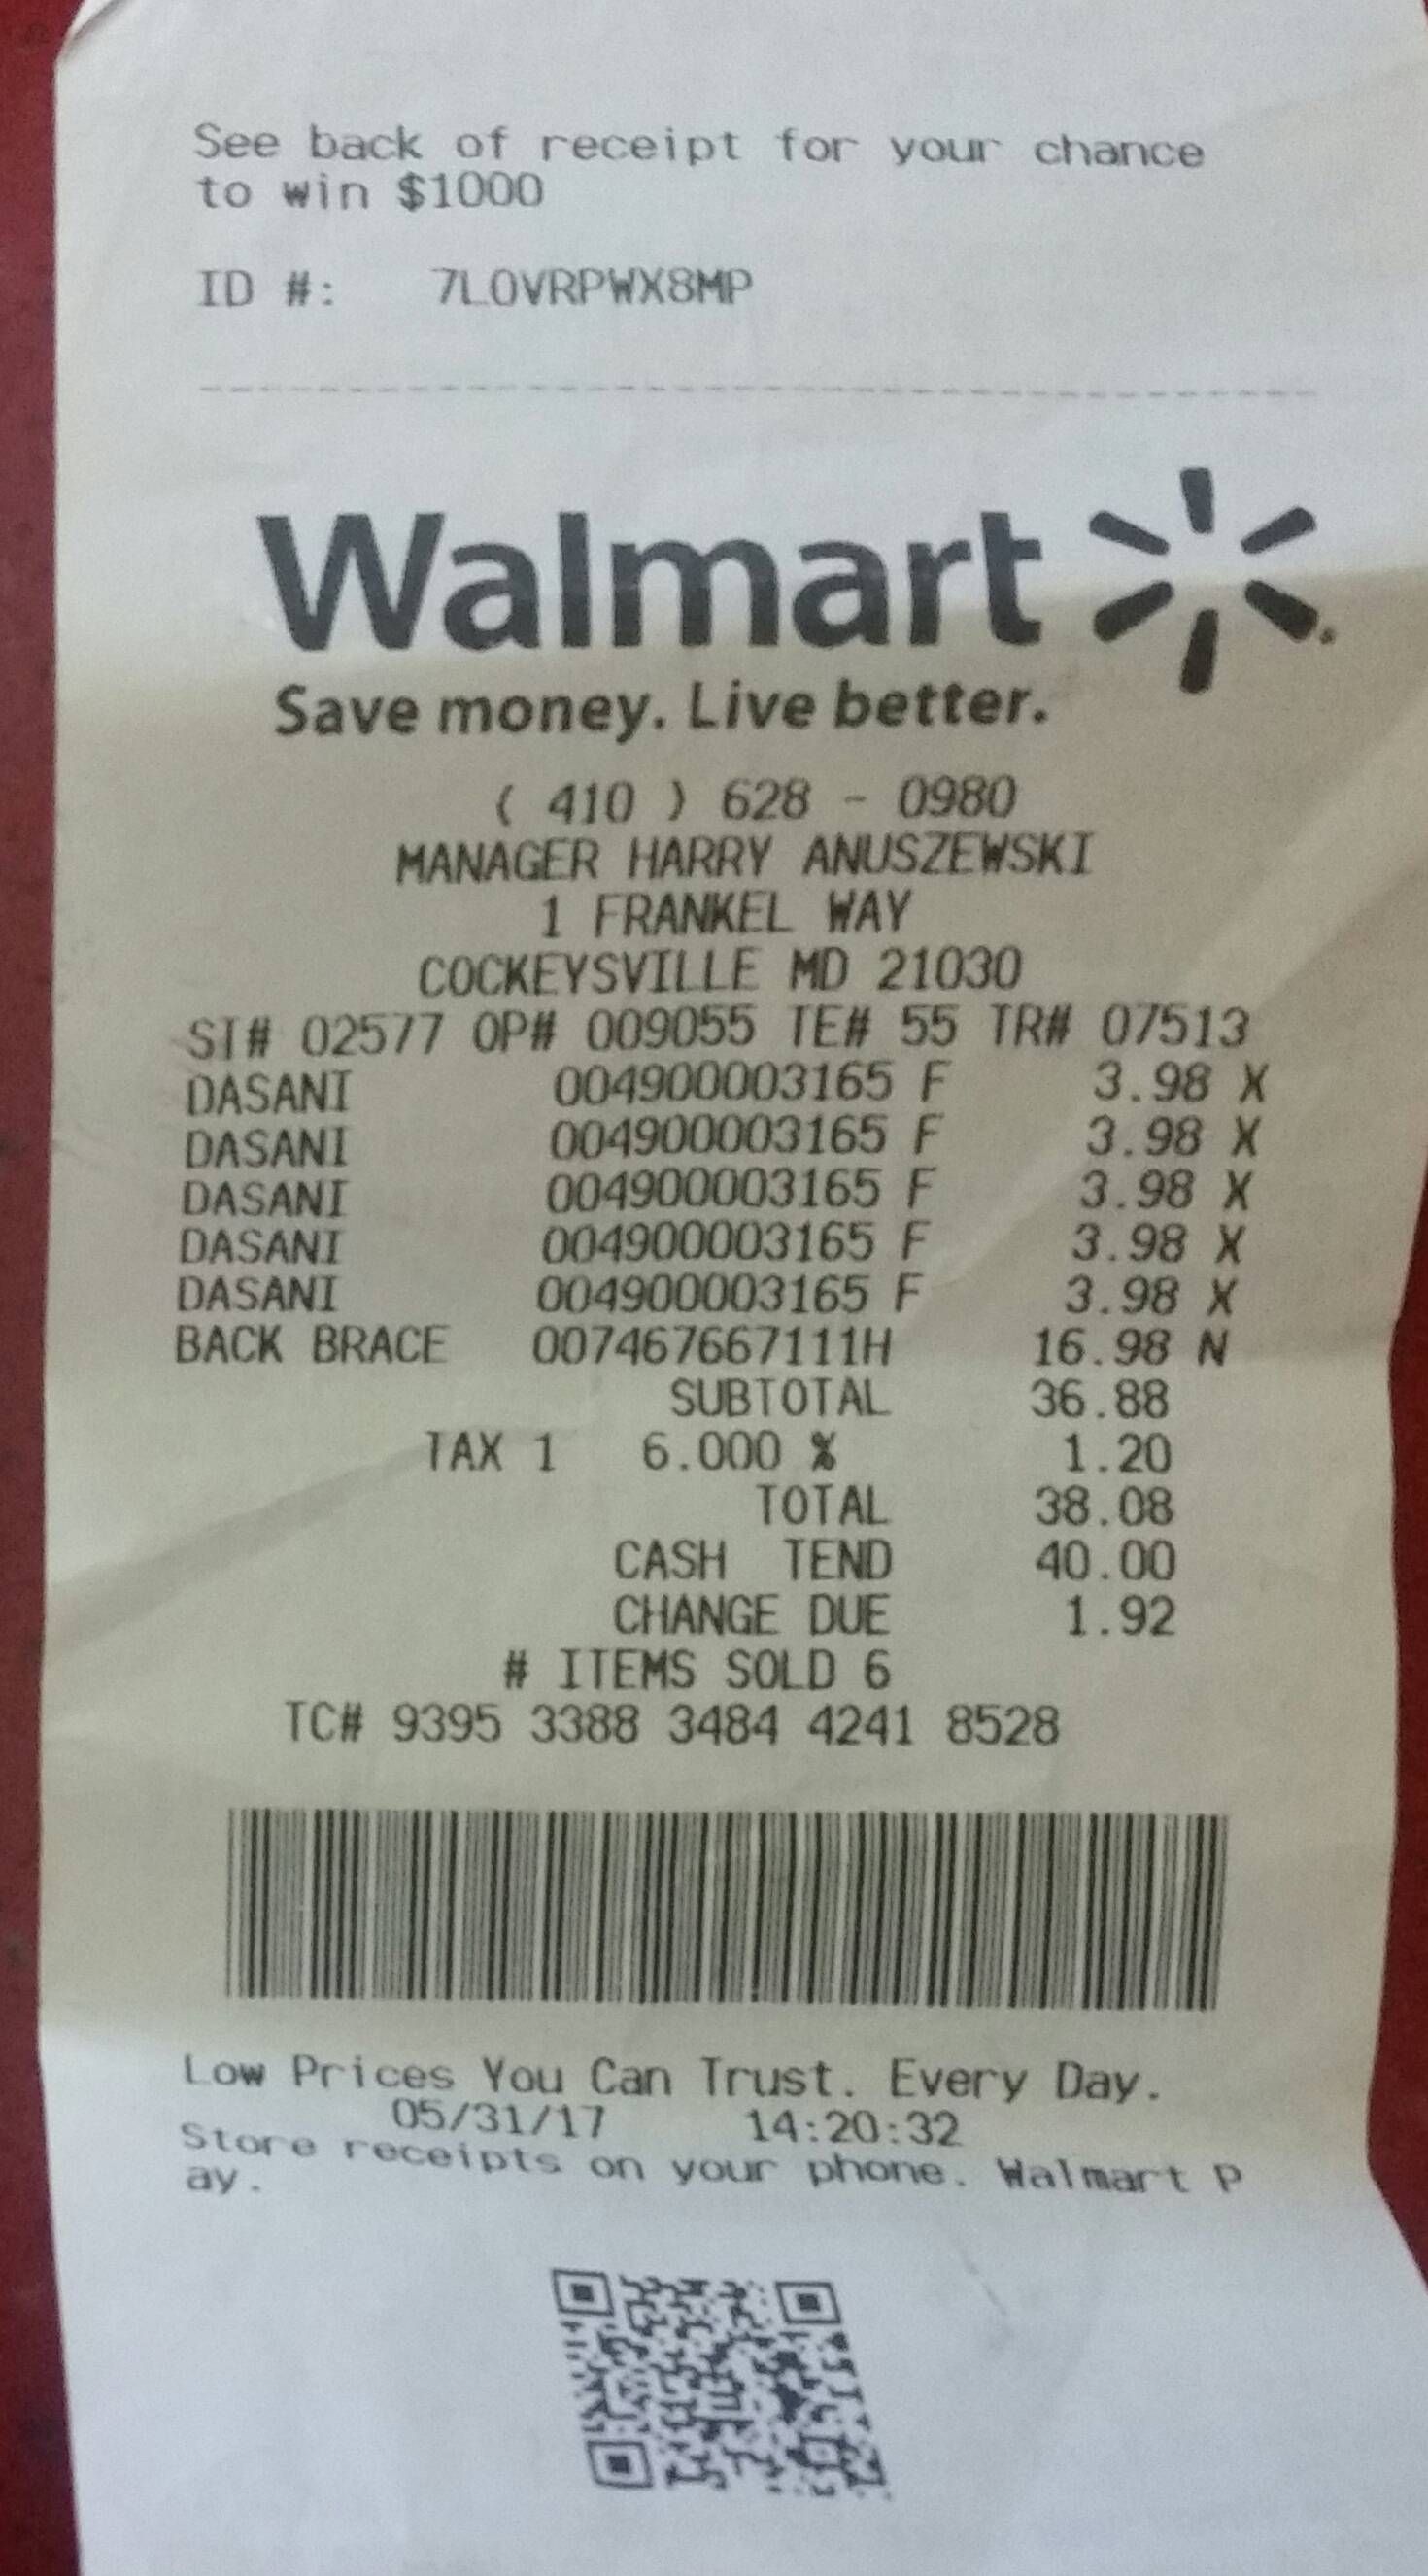 See back of receipt for your chance
to win $1000
ID #: 7LOVRPWX8MP
Walmart
Save money. Live better.
( 410 ) 628 - 0980
MANAGER HARRY ANUSZEWSKI
1 FRANKEL WAY
COCKEYSVILLE MD 21030
ST# 02577 OP# 009055 TE# 55 TR# 07513
DASANI 004900003165 F 3.98 X
DASANI 004900003165 F 3.98 X
DASANI 004900003165 F 3.98 X
DASANI 004900003165 F 3.98 X
DASANI 004900003165 F 3.98 X
BACK BRACE 007467667111H 16.98 N
SUBTOTAL 36.88
TAX 1 6.000 % 1.20
TOTAL 38.08
CASH TEND 40.00
CHANGE DUE 1.92
# ITEMS SOLD 6
TC# 9395 3388 3484 4241 8528
Low Prices You Can Trust. Every Day.
05/31/17 14:20:32
Store receipts on your phone. Walmart P
ay.